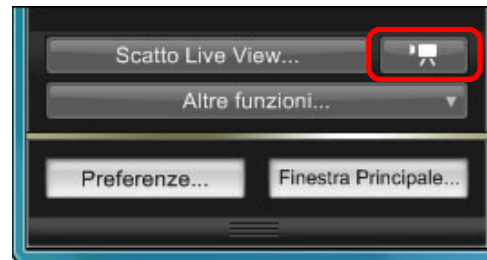 Scatto Live View...
Altre funzioni...
Preferenze... Finestra Principale...